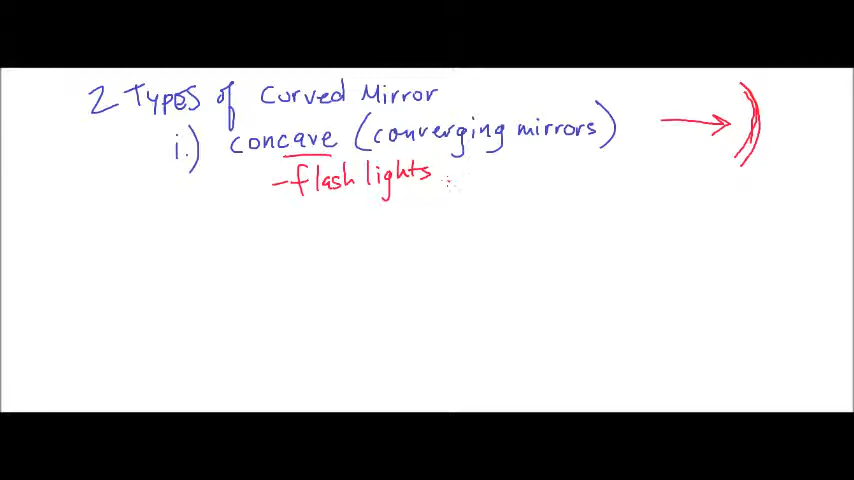 2 Types of Curved Mirror
i.) concave (converging mirrors)
- flash lights